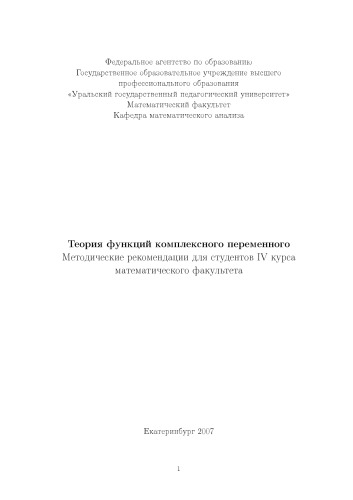 Федеральное агентство по образованию
Государственное образовательное учреждение высшего
профессионального образования
«Уральский государственный педагогический университет»
Математический факультет
Кафедра математического анализа
Теория функций комплексного переменного
Методические рекомендации для студентов IV курса
математического факультета
Екатеринбург 2007
1